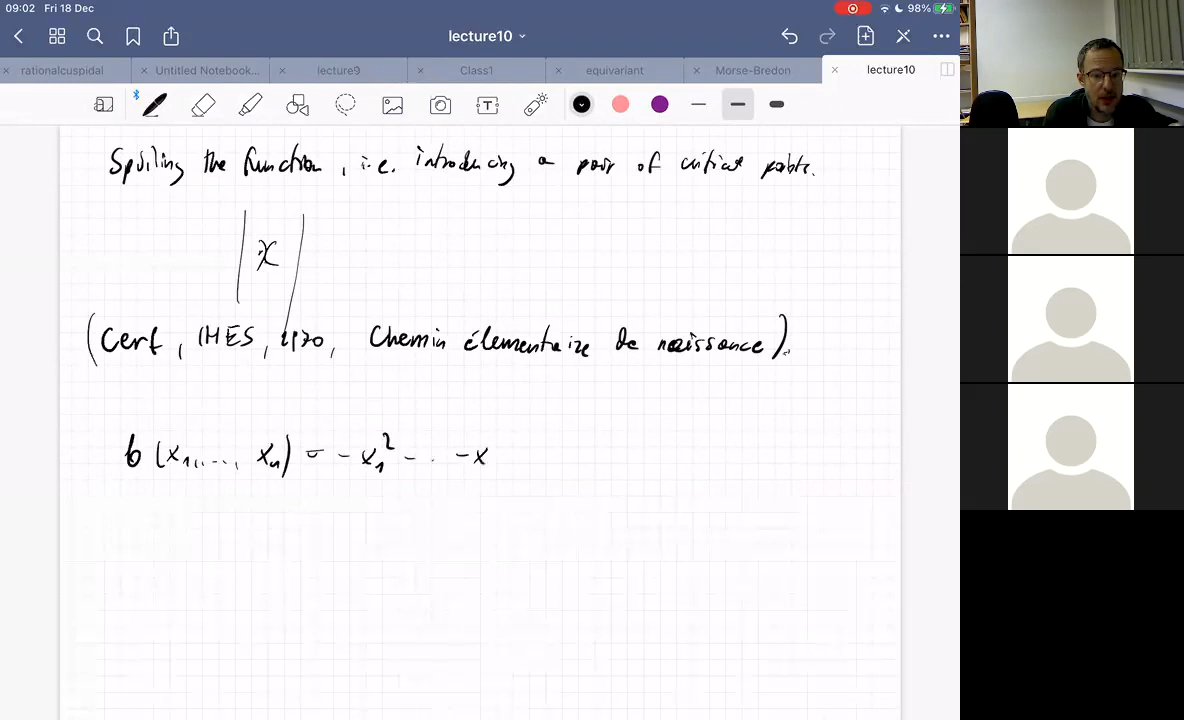 09:02 Fri 18 Dec 98%
lecture10
rationalcuspidal Untitled Notebook... lecture9 Class1 equivariant Morse-Bredon lecture10
Spoiling the function, i.e. introducing a pair of critical points.
(Cerf, IHES, 1970, Chemin élementaire de naissance).
b(x₁,..., xₙ) = -x₁² - .. -x